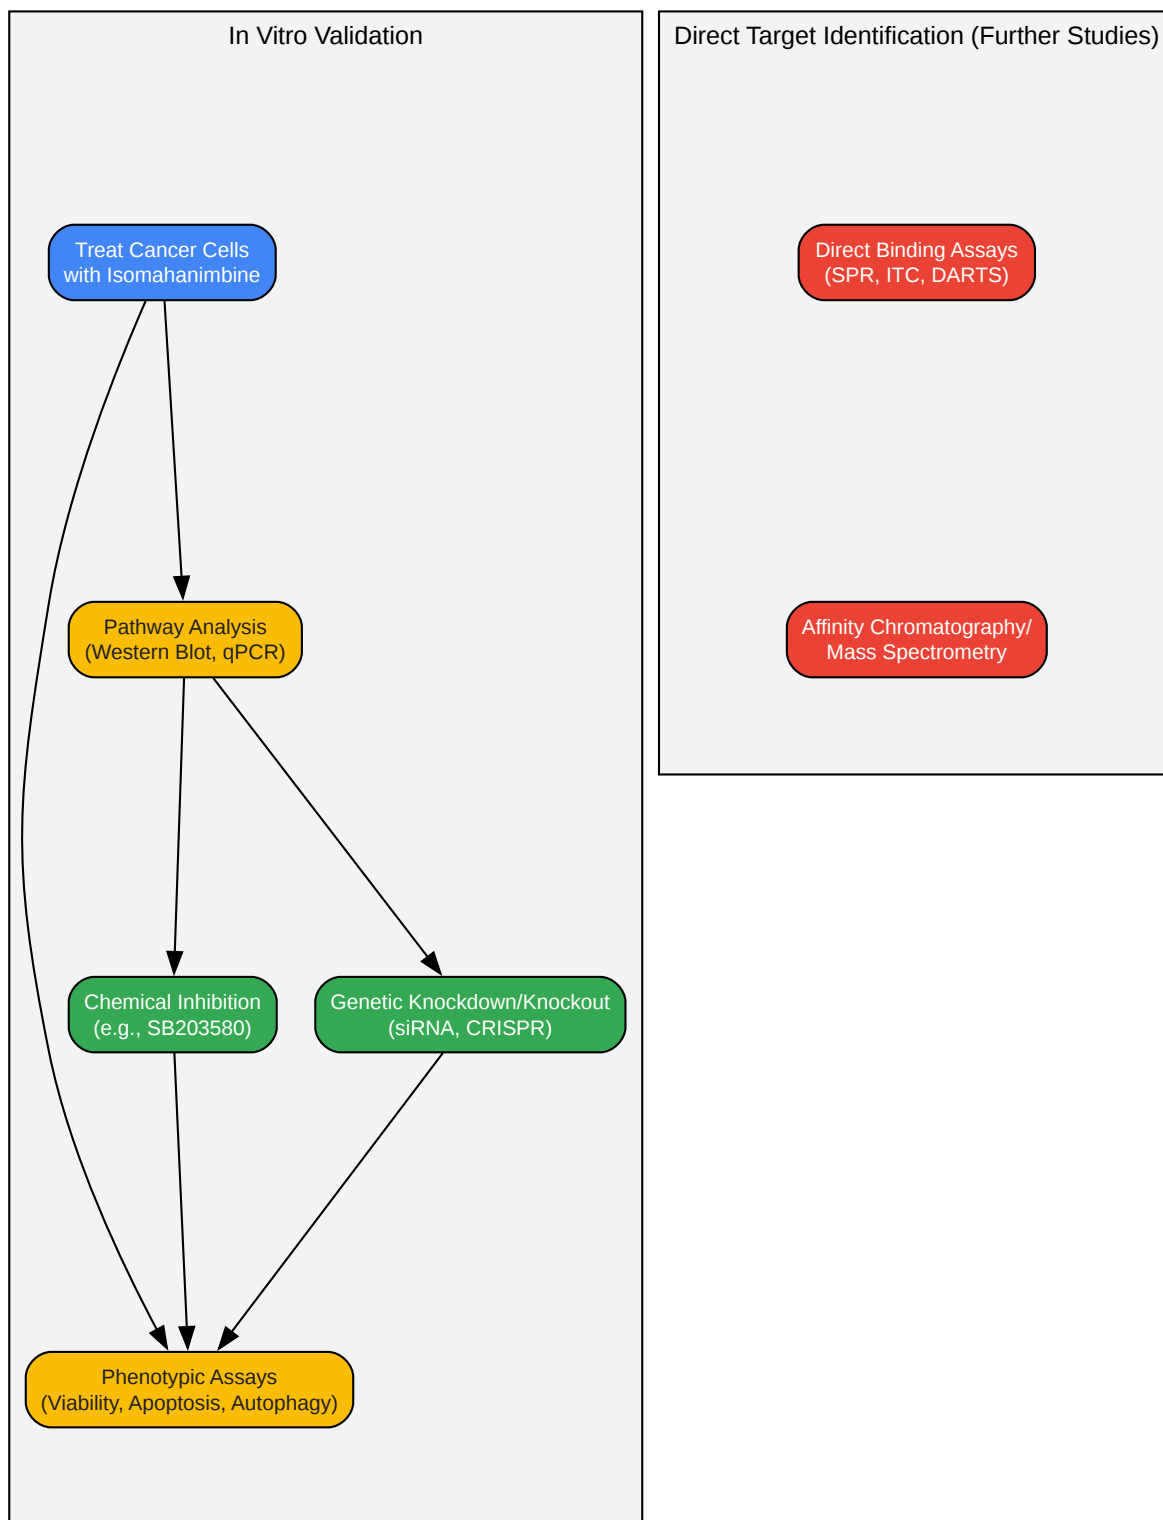 In Vitro Validation
Treat Cancer Cells
with Isomahanimbine
Pathway Analysis
(Western Blot, qPCR)
Chemical Inhibition
(e.g., SB203580)
Genetic Knockdown/Knockout
(siRNA, CRISPR)
Phenotypic Assays
(Viability, Apoptosis, Autophagy)
Direct Target Identification (Further Studies)
Direct Binding Assays
(SPR, ITC, DARTS)
Affinity Chromatography/
Mass Spectrometry